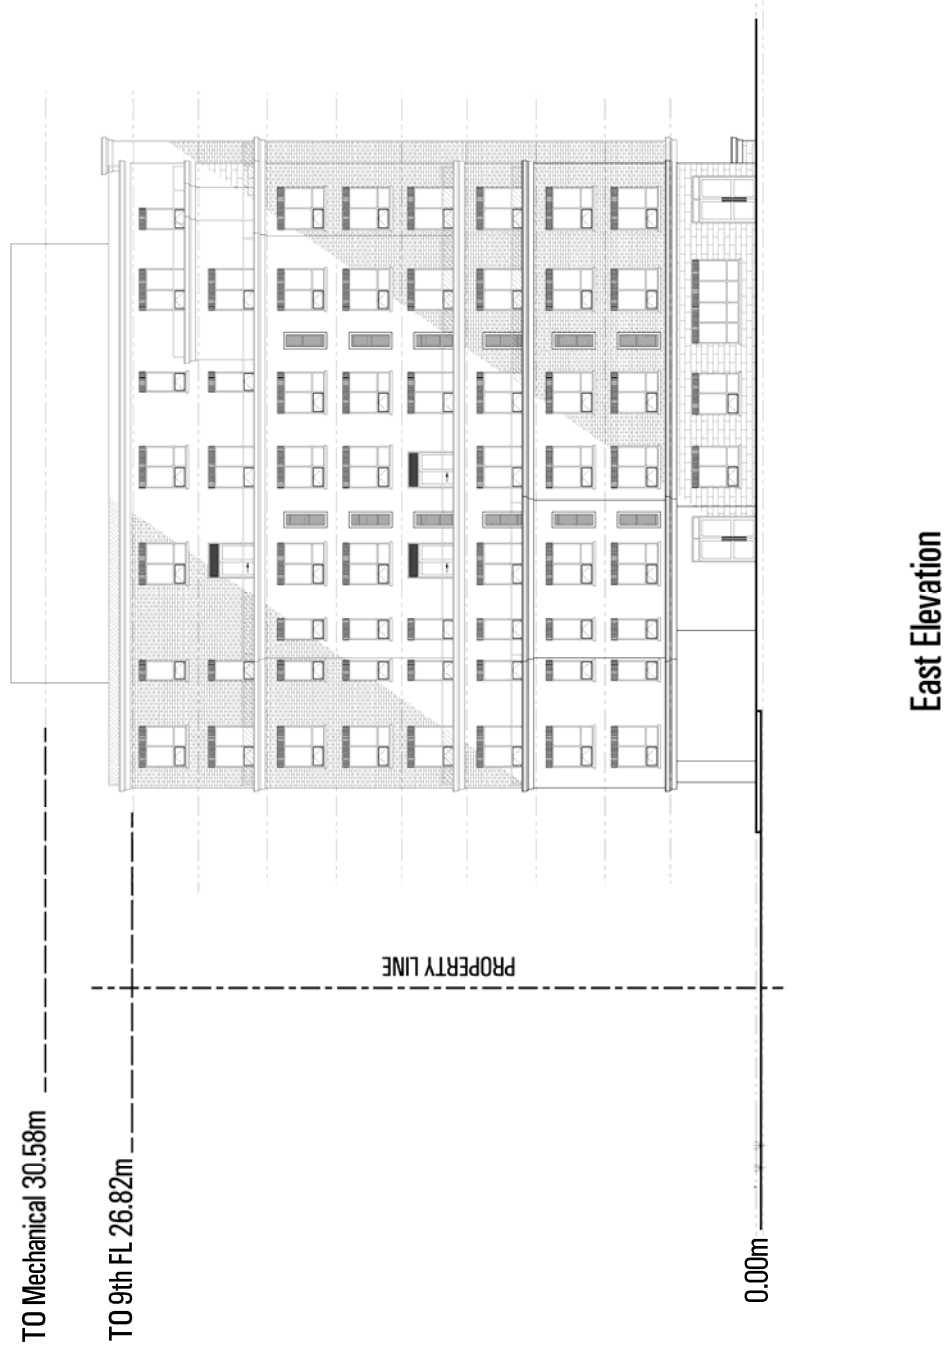 TO Mechanical 30.58m
TO 9th FL 26.82m
PROPERTY LINE
0.00m
East Elevation